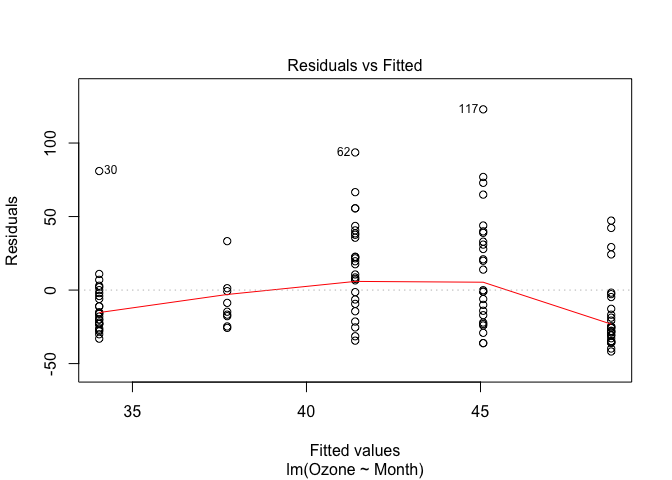 Residuals vs Fitted
117
62
30
100
50
0
-50
Residuals
35 40 45
Fitted values
lm(Ozone ~ Month)